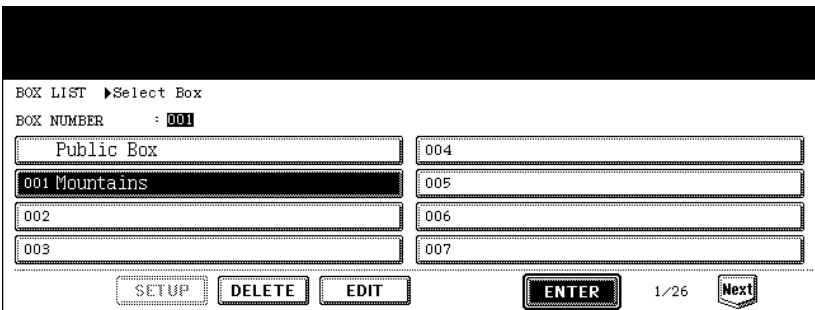 BOX LIST ▶Select Box
BOX NUMBER : 001
Public Box
004
001 Mountains
005
002
006
003
007
SETUP DELETE EDIT ENTER 1/26 Next